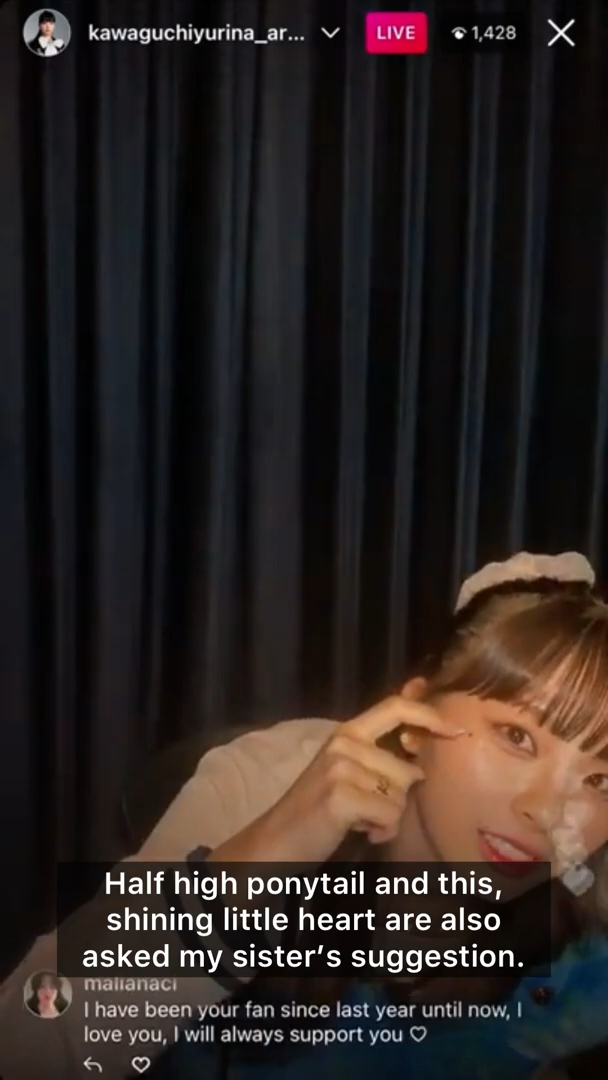 kawaguchiyurina_ar...
LIVE
1,428
Half high ponytail and this,
shining little heart are also
asked my sister's suggestion.
malianaci
I have been your fan since last year until now, I
love you, I will always support you ♡